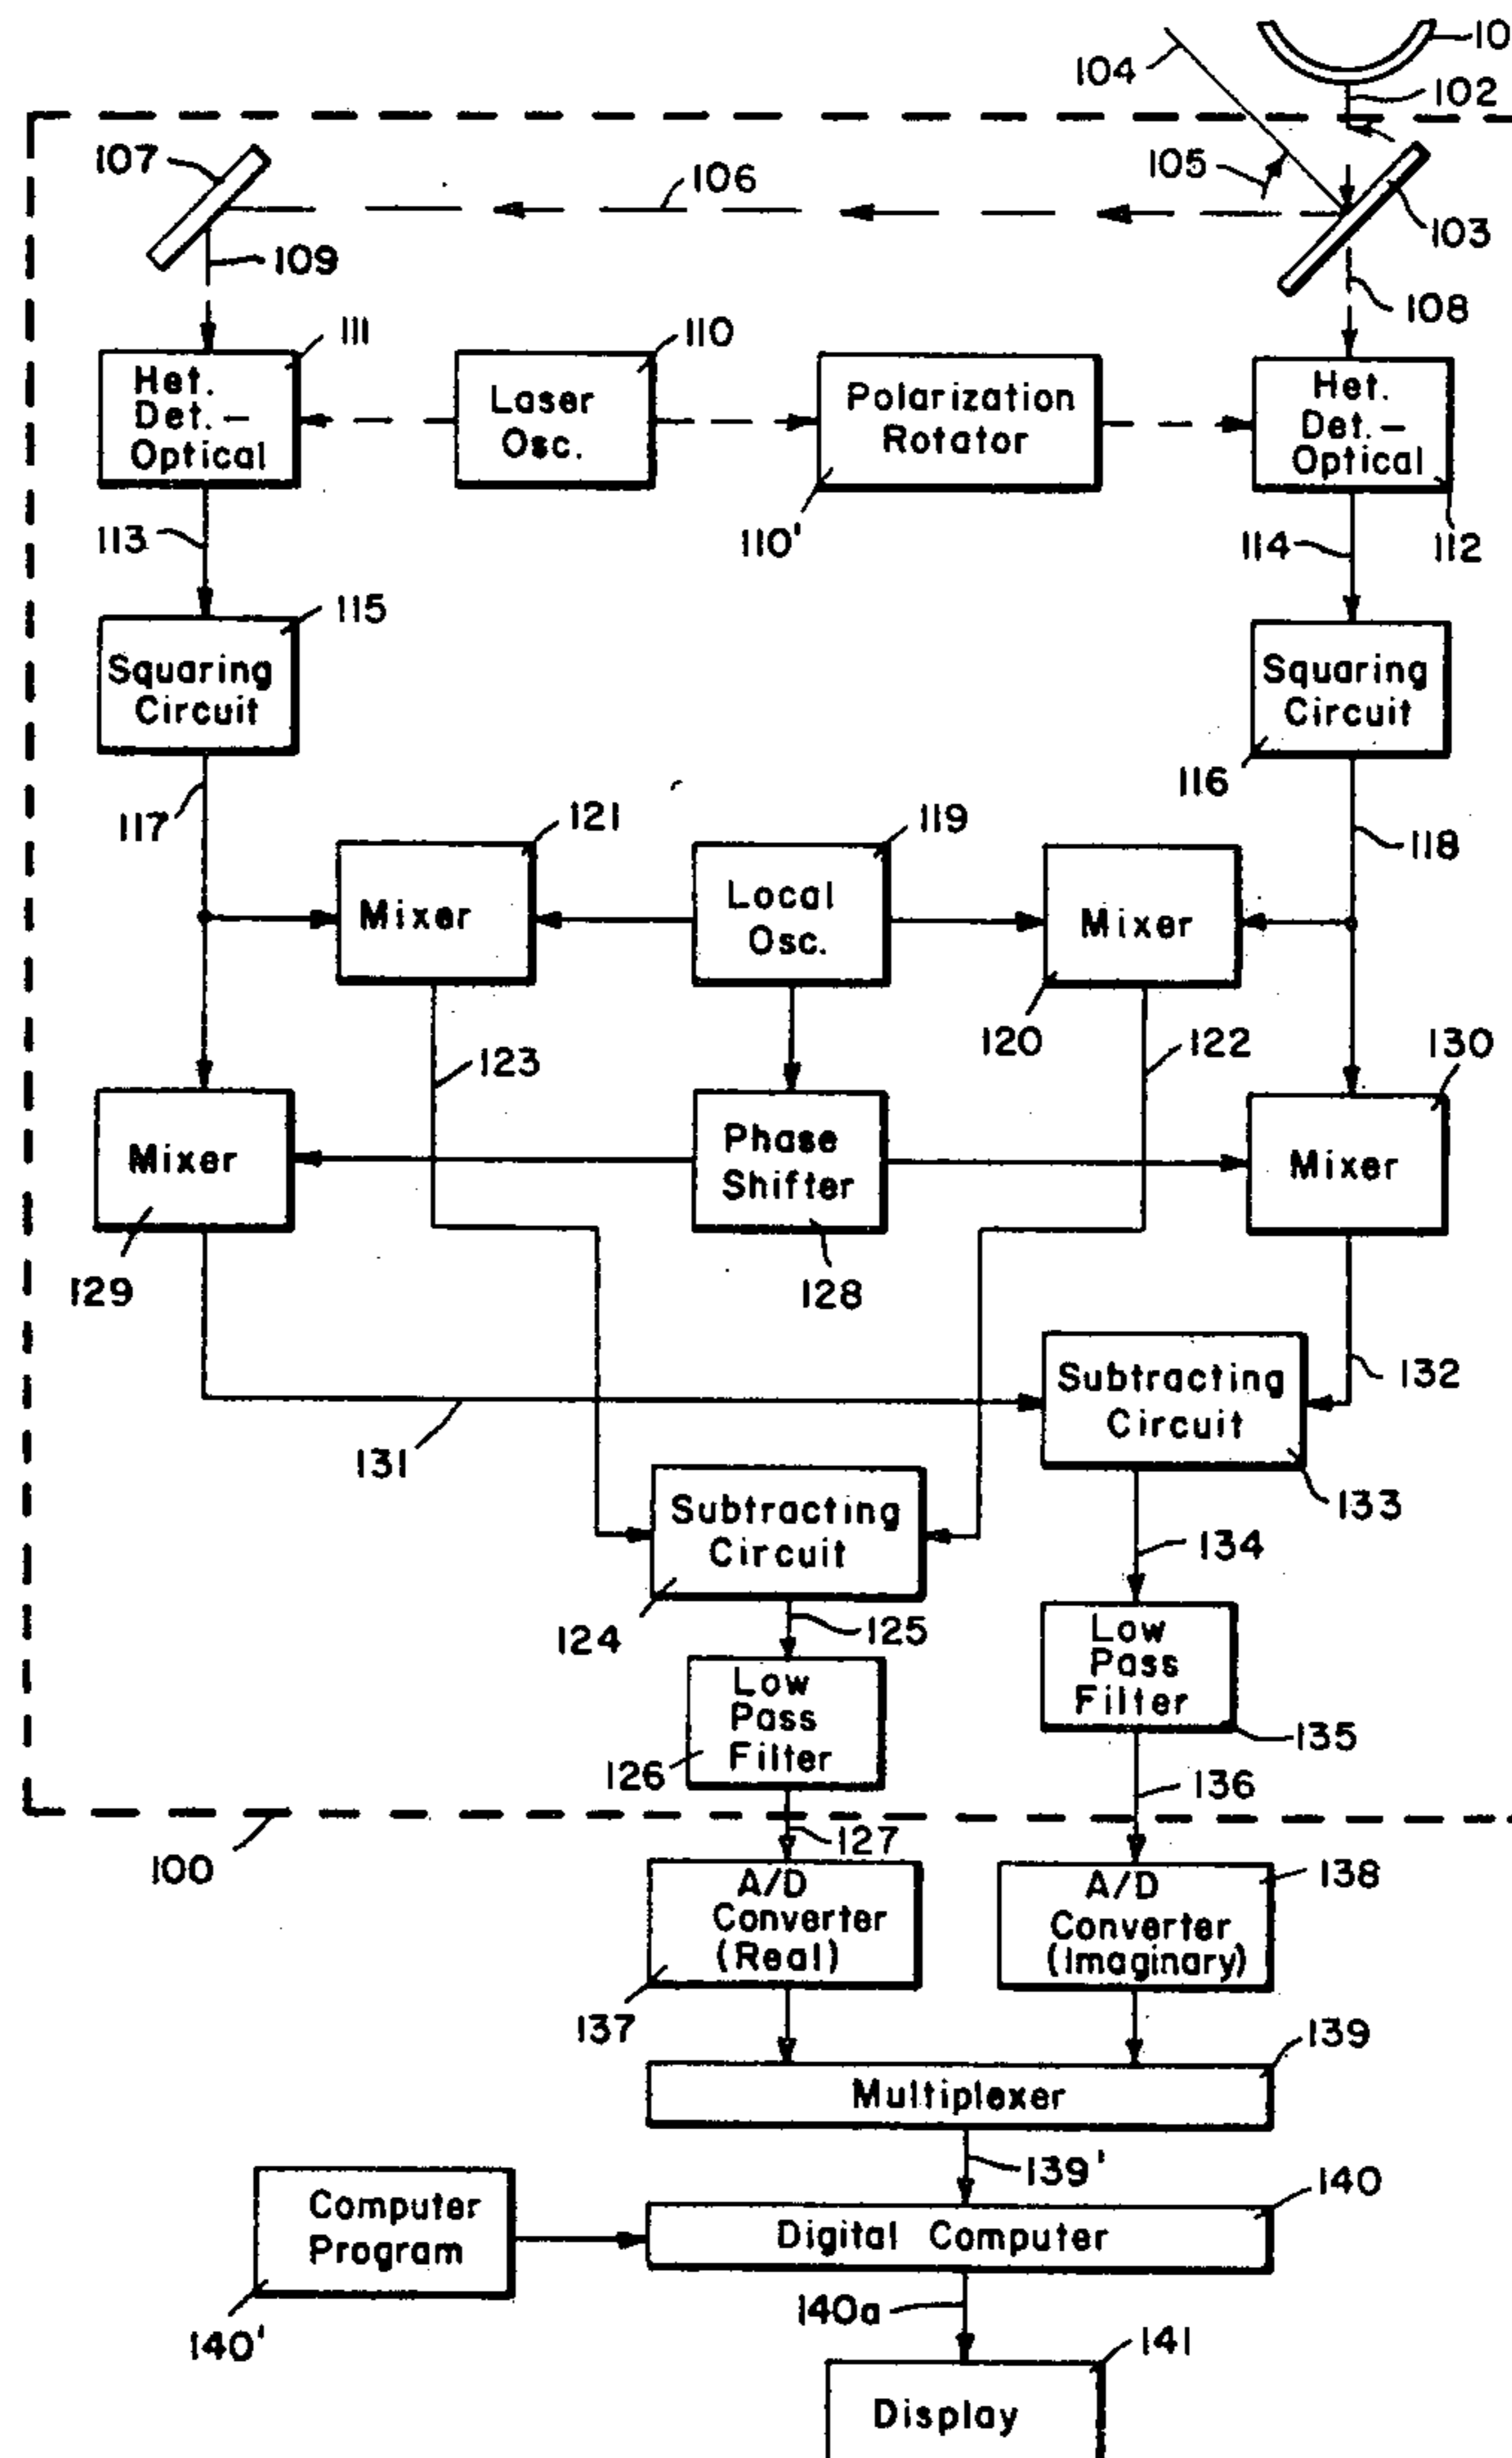 10
104
102
107
106
105
103
109
108
111
110
Het.
Det.-
Optical
Laser
Osc.
Polarization
Rotator
Het.
Det.-
Optical
113
110'
114
112
115
Squaring
Circuit
Squaring
Circuit
116
117
121
119
118
Mixer
Local
Osc.
Mixer
123
120
122
130
Mixer
Phase
Shifter
Mixer
129
128
132
Subtracting
Circuit
131
133
Subtracting
Circuit
134
124
125
Low
Pass
Filter
Low
Pass
Filter
135
126
136
127
100
A/D
Converter
(Real)
A/D
Converter
(Imaginary)
138
137
139
Multiplexer
139'
140
Computer
Program
Digital Computer
140a
140'
141
Display